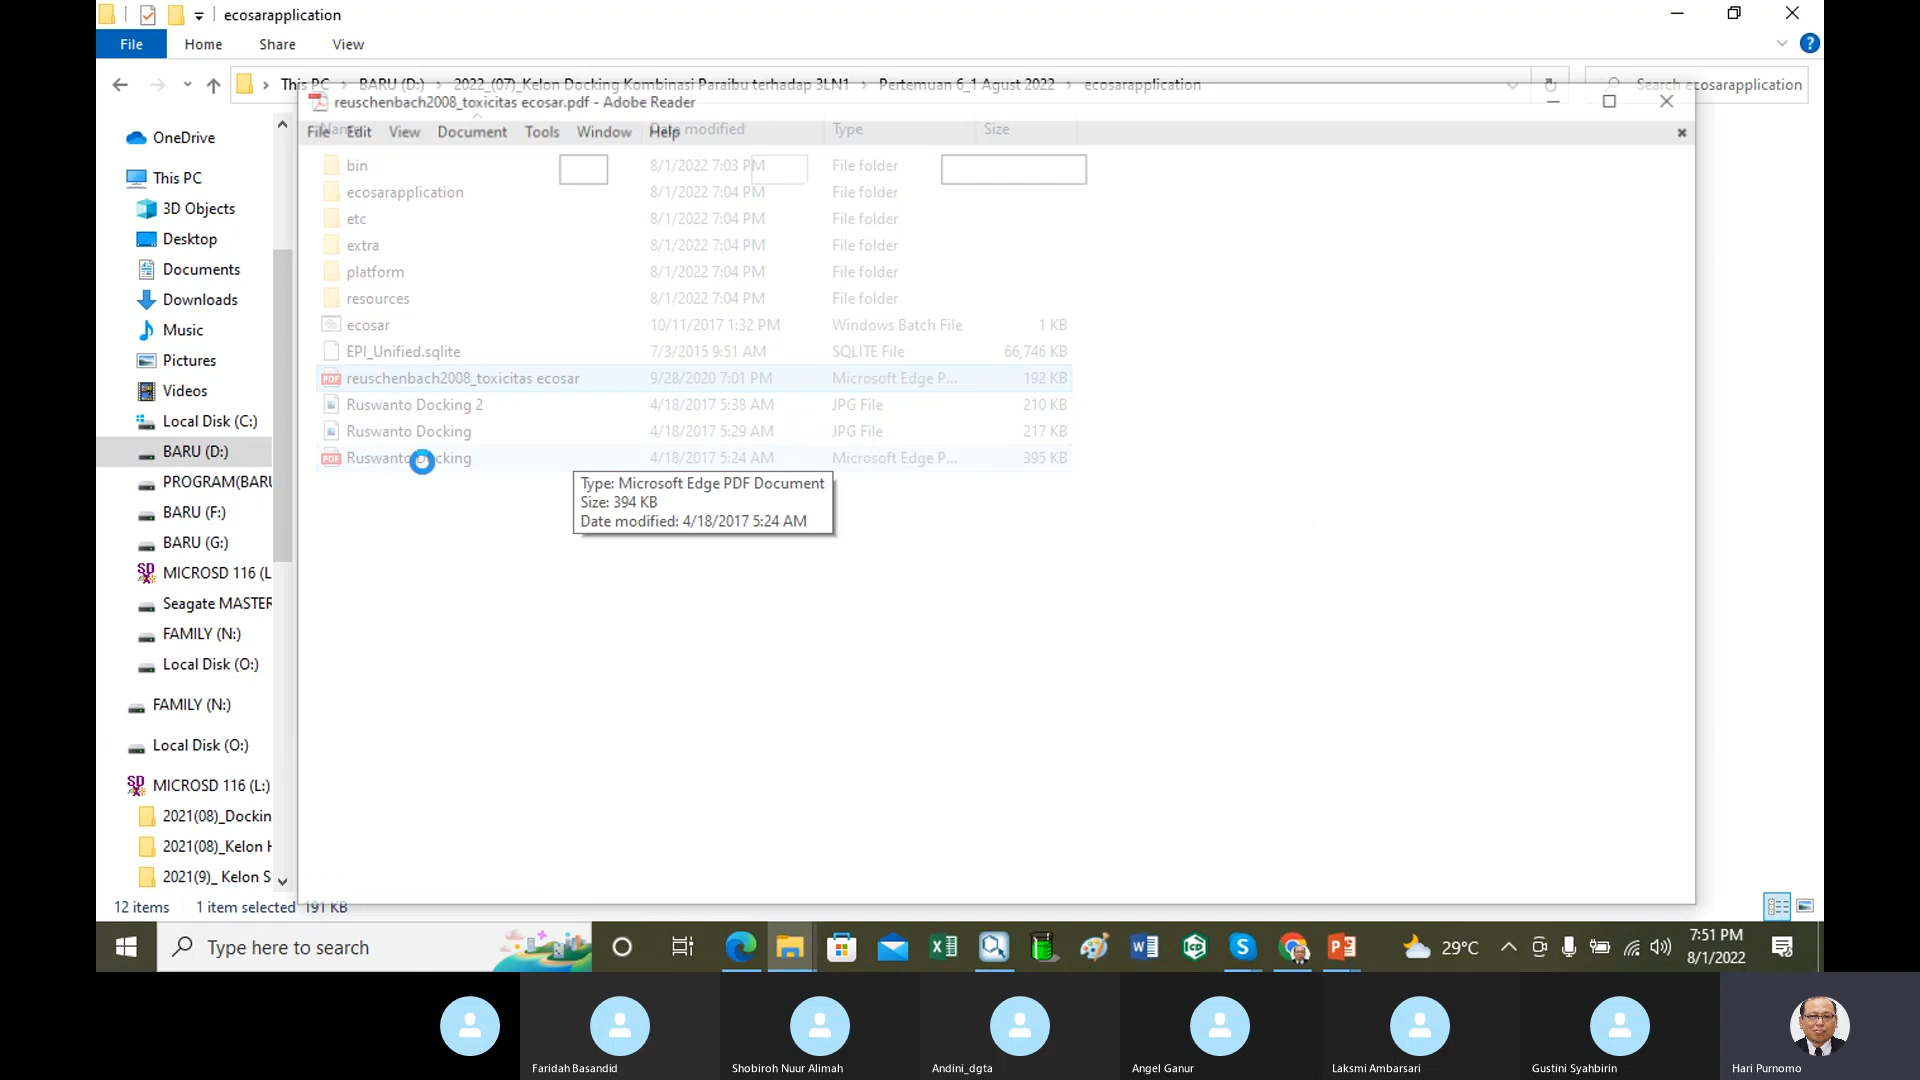 ecosarapplication
File Home Share View
This PC BARU (D:) 2022_(07)_Kelon Docking Kombinasi Paraibu terhadap 3LN1 Pertemuan 6_1 Agust 2022 ecosarapplication Search ecosarapplication
reuschenbach2008_toxicitas ecosar.pdf - Adobe Reader
File Edit View Document Tools Window Help
Name Date modified Type Size
bin 8/1/2022 7:03 PM File folder
ecosarapplication 8/1/2022 7:04 PM File folder
etc 8/1/2022 7:04 PM File folder
extra 8/1/2022 7:04 PM File folder
platform 8/1/2022 7:04 PM File folder
resources 8/1/2022 7:04 PM File folder
ecosar 10/11/2017 1:32 PM Windows Batch File 1 KB
EPI_Unified.sqlite 7/3/2015 9:51 AM SQLITE File 66,746 KB
reuschenbach2008_toxicitas ecosar 9/28/2020 7:01 PM Microsoft Edge P... 192 KB
Ruswanto Docking 2 4/18/2017 5:38 AM JPG File 210 KB
Ruswanto Docking 4/18/2017 5:29 AM JPG File 217 KB
Ruswanto Docking 4/18/2017 5:24 AM Microsoft Edge P... 395 KB
Type: Microsoft Edge PDF Document
Size: 394 KB
Date modified: 4/18/2017 5:24 AM
OneDrive
This PC
3D Objects
Desktop
Documents
Downloads
Music
Pictures
Videos
Local Disk (C:)
BARU (D:)
PROGRAM(BARU
BARU (F:)
BARU (G:)
MICROSD 116 (L
Seagate MASTER
FAMILY (N:)
Local Disk (O:)
FAMILY (N:)
Local Disk (O:)
MICROSD 116 (L:)
2021(08)_Dockin
2021(08)_Kelon H
2021(9)_ Kelon S
12 items 1 item selected 191 KB
Type here to search
29°C
7:51 PM
8/1/2022
Faridah Basandid Shobiroh Nuur Alimah Andini_dgta Angel Ganur Laksmi Ambarsari Gustini Syahbirin Hari Purnomo